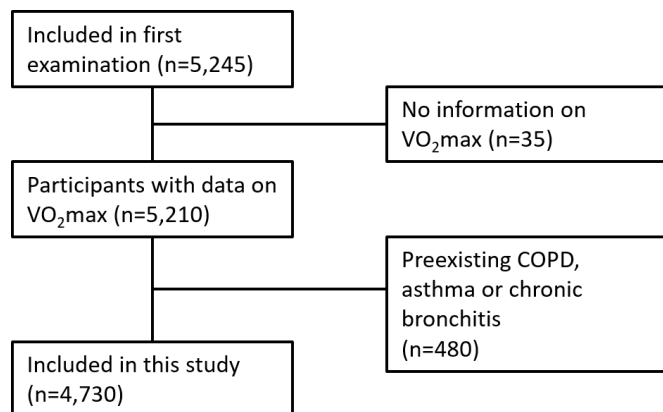 Included in first
examination (n=5,245)
No information on
VO₂max (n=35)
Participants with data on
VO₂max (n=5,210)
Preexisting COPD,
asthma or chronic
bronchitis
(n=480)
Included in this study
(n=4,730)